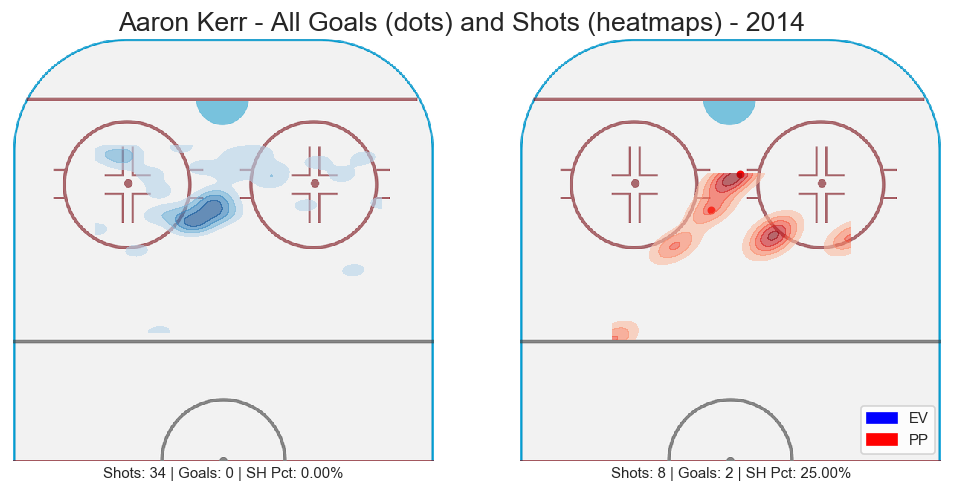 Aaron Kerr - All Goals (dots) and Shots (heatmaps) - 2014
EV
PP
Shots: 34 | Goals: 0 | SH Pct: 0.00%
Shots: 8 | Goals: 2 | SH Pct: 25.00%